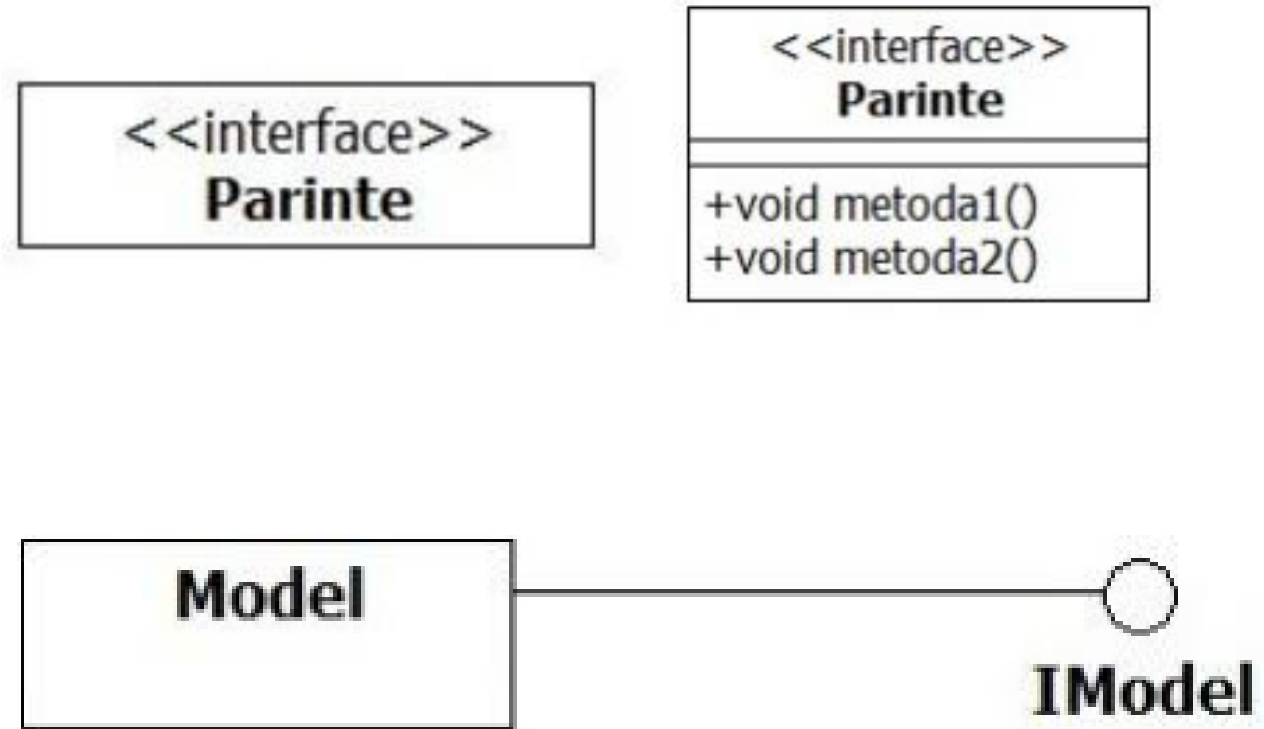 <<interface>>
Parinte
<<interface>>
Parinte
+void metoda1()
+void metoda2()
Model
IModel